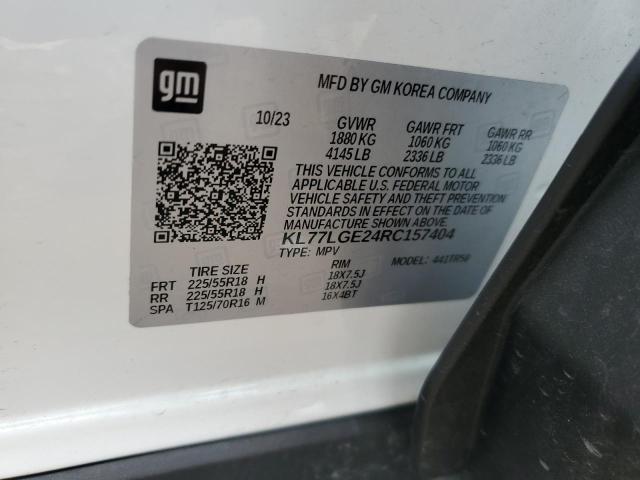 gm
MFD BY GM KOREA COMPANY
10/23 GVWR GAWR FRT GAWR RR
1880 KG 1060 KG 1060 KG
4145 LB 2336 LB 2336 LB
THIS VEHICLE CONFORMS TO ALL
APPLICABLE U.S. FEDERAL MOTOR
VEHICLE SAFETY AND THEFT PREVENTION
STANDARDS IN EFFECT ON THE DATE OF
MANUFACTURE SHOWN ABOVE.
KL77LGE24RC157404
TYPE: MPV MODEL: 441TR58
TIRE SIZE RIM
FRT 225/55R18 H 18X7.5J
RR 225/55R18 H 18X7.5J
SPA T125/70R16 M 16X4BT